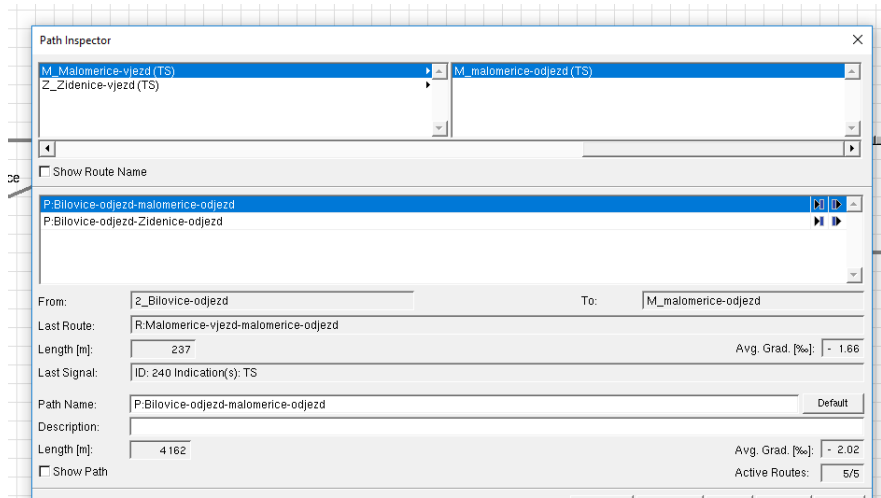 Path Inspector
M_Malomerice-vjezd (TS)
M_malomerice-odjezd (TS)
Z_Zidenice-vjezd (TS)
Show Route Name
P:Bilovice-odjezd-malomerice-odjezd
P:Bilovice-odjezd-Zidenice-odjezd
From: 2_Bilovice-odjezd To: M_malomerice-odjezd
Last Route: R:Malomerice-vjezd-malomerice-odjezd
Length [m]: 237 Avg. Grad. [‰]: - 1.66
Last Signal: ID: 240 Indication(s): TS
Path Name: P:Bilovice-odjezd-malomerice-odjezd Default
Description:
Length [m]: 4162 Avg. Grad. [‰]: - 2.02
Show Path Active Routes: 5/5